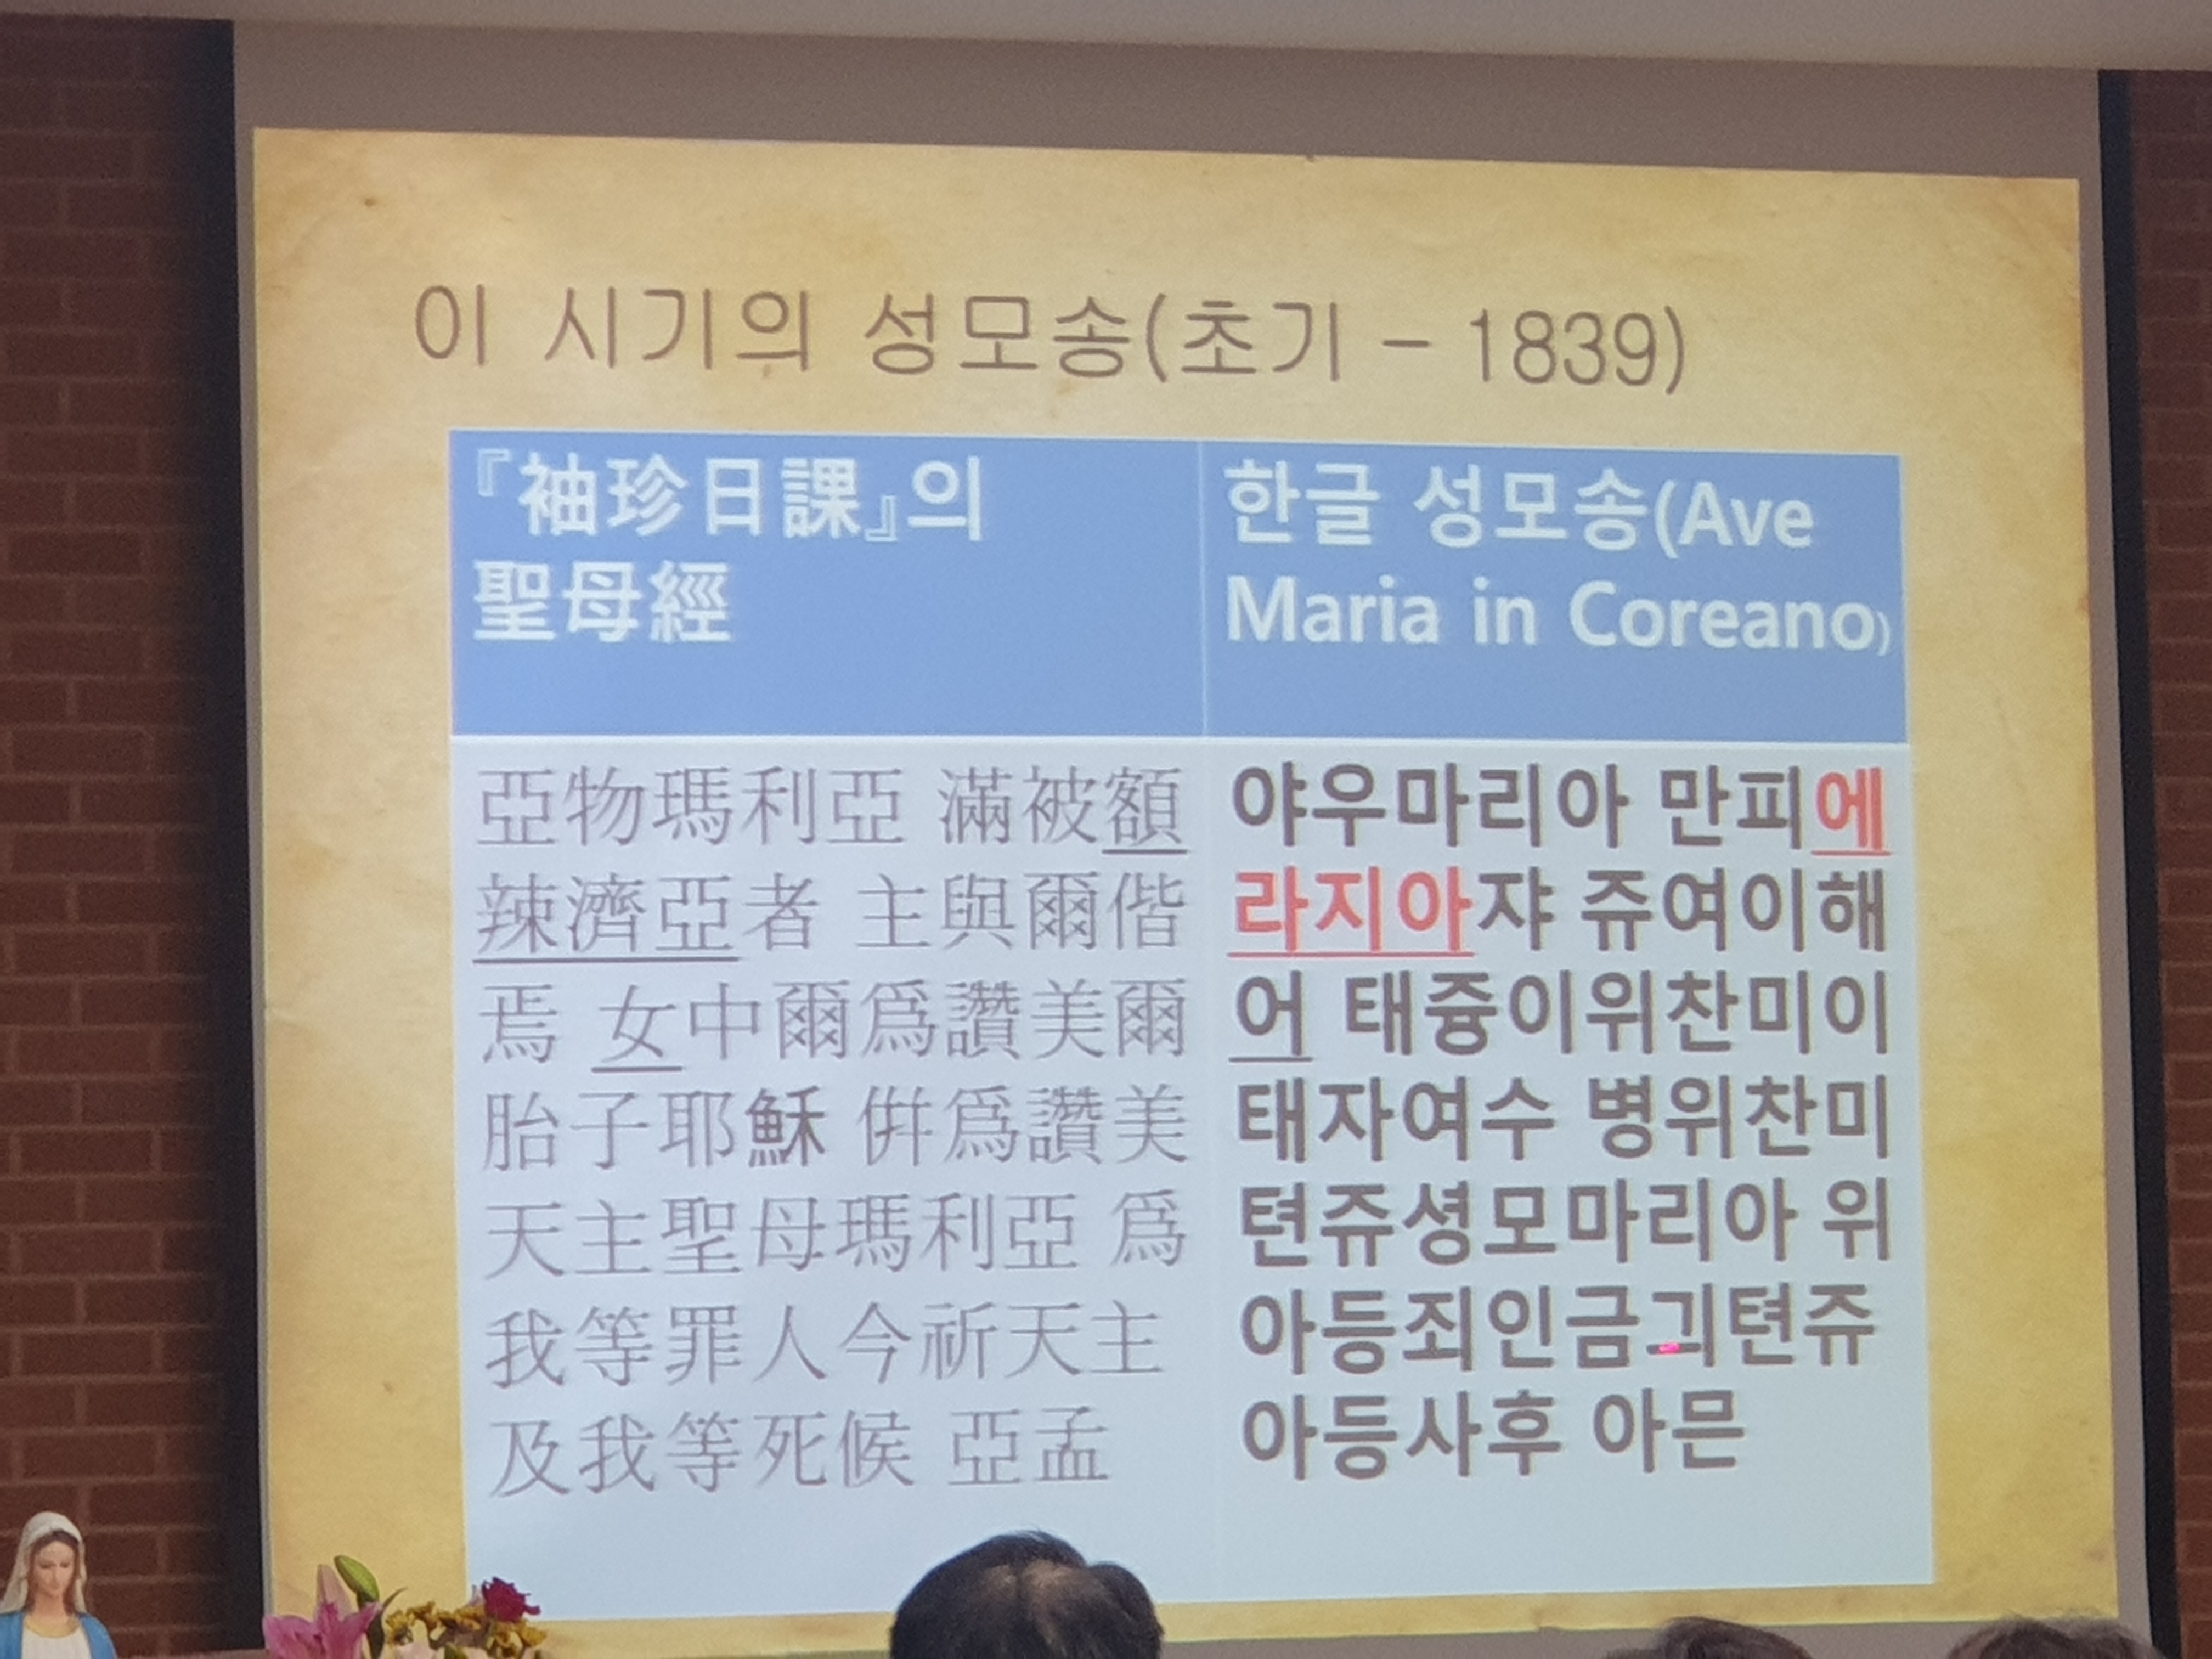 이 시기의 성모송(초기 – 1839)
『袖珍日課』의
聖母經
한글 성모송(Ave
Maria in Coreano)
亞物瑪利亞 滿被額
辣濟亞者 主與爾偕
焉 女中爾爲讚美爾
胎子耶穌 倂爲讚美
天主聖母瑪利亞 爲
我等罪人今祈天主
及我等死候 亞孟
야우마리아 만피에
라지아쟈 쥬여이해
어 태즁이위찬미이
태자여수 병위찬미
텬쥬셩모마리아 위
아등죄인금긔텬쥬
아등사후 아믄